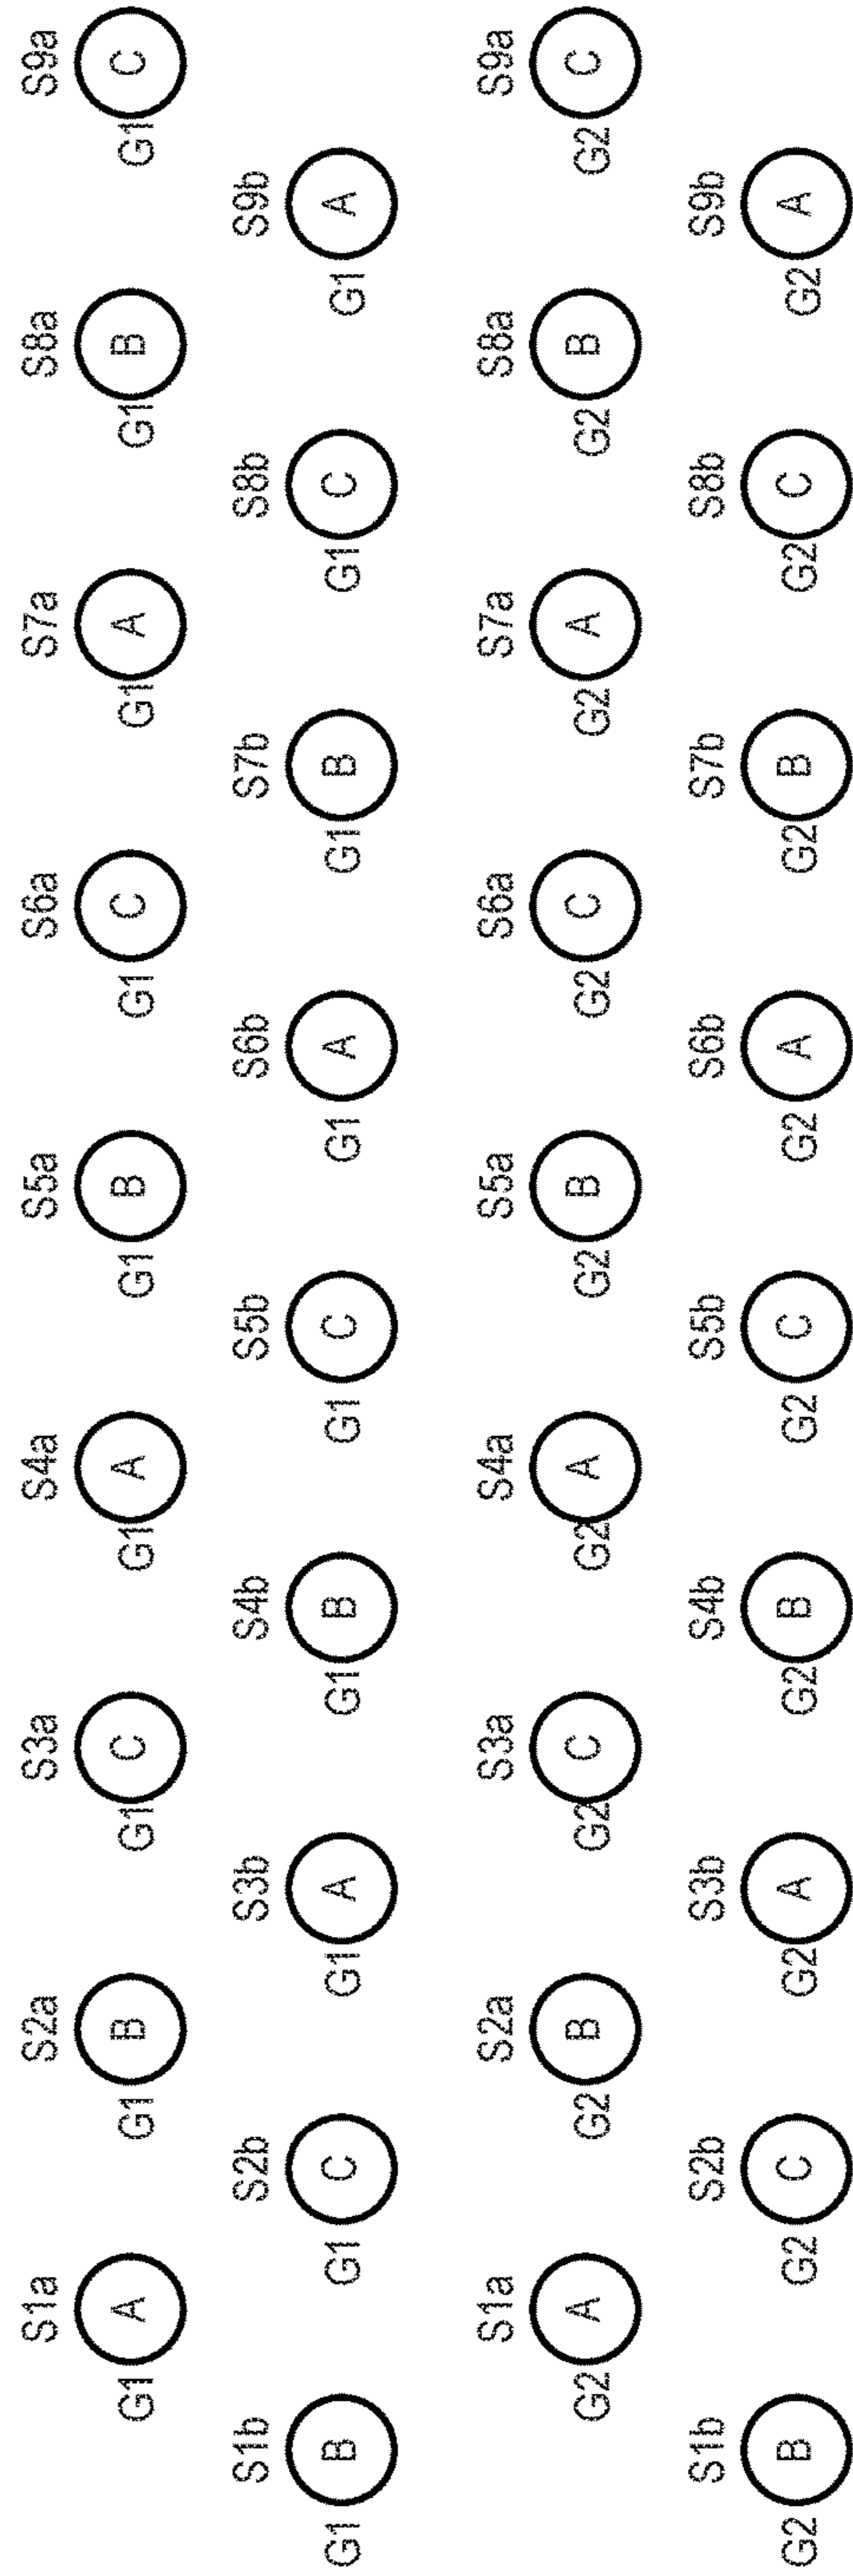 S1a S2a S3a S4a S5a S6a S7a S8a S9a
G1 A G1 B G1 C G1 A G1 B G1 C G1 A G1 B G1 C
S1b S2b S3b S4b S5b S6b S7b S8b S9b
G1 B G1 C G1 A G1 B G1 C G1 A G1 B G1 C G1 A
S1a S2a S3a S4a S5a S6a S7a S8a S9a
G2 A G2 B G2 C G2 A G2 B G2 C G2 A G2 B G2 C
S1b S2b S3b S4b S5b S6b S7b S8b S9b
G2 B G2 C G2 A G2 B G2 C G2 A G2 B G2 C G2 A